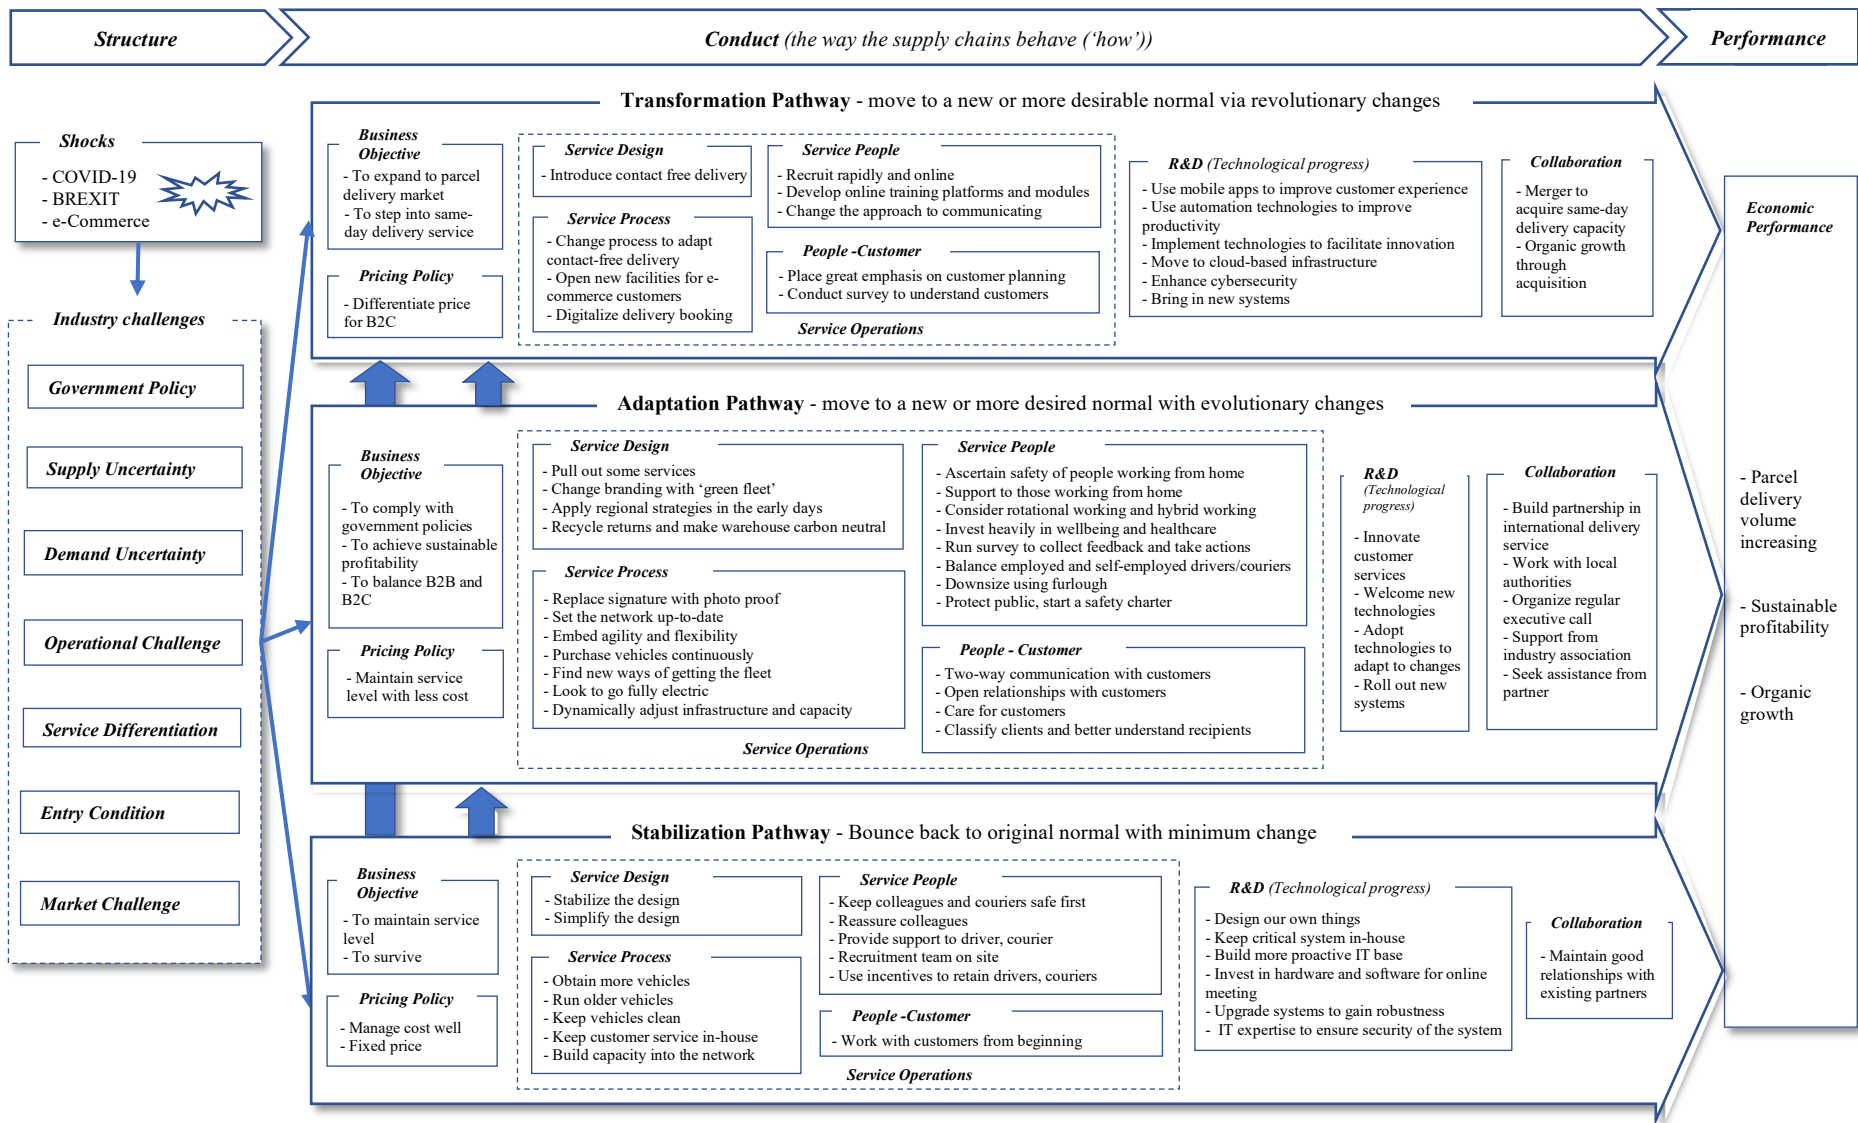 Structure
Conduct (the way the supply chains behave (‘how’))
Performance
Shocks
- COVID-19
- BREXIT
- e-Commerce
Industry challenges
Government Policy
Supply Uncertainty
Demand Uncertainty
Operational Challenge
Service Differentiation
Entry Condition
Market Challenge
Transformation Pathway - move to a new or more desirable normal via revolutionary changes
Business
Objective
- To expand to parcel
delivery market
- To step into same-
day delivery service
Pricing Policy
- Differentiate price
for B2C
Service Design
- Introduce contact free delivery
Service Process
- Change process to adapt
contact-free delivery
- Open new facilities for e-
commerce customers
- Digitalize delivery booking
Service People
- Recruit rapidly and online
- Develop online training platforms and modules
- Change the approach to communicating
People -Customer
- Place great emphasis on customer planning
- Conduct survey to understand customers
Service Operations
R&D (Technological progress)
- Use mobile apps to improve customer experience
- Use automation technologies to improve
productivity
- Implement technologies to facilitate innovation
- Move to cloud-based infrastructure
- Enhance cybersecurity
- Bring in new systems
Collaboration
- Merger to
acquire same-day
delivery capacity
- Organic growth
through
acquisition
Adaptation Pathway - move to a new or more desired normal with evolutionary changes
Business
Objective
- To comply with
government policies
- To achieve sustainable
profitability
- To balance B2B and
B2C
Pricing Policy
- Maintain service
level with less cost
Service Design
- Pull out some services
- Change branding with ‘green fleet’
- Apply regional strategies in the early days
- Recycle returns and make warehouse carbon neutral
Service Process
- Replace signature with photo proof
- Set the network up-to-date
- Embed agility and flexibility
- Purchase vehicles continuously
- Find new ways of getting the fleet
- Look to go fully electric
- Dynamically adjust infrastructure and capacity
Service People
- Ascertain safety of people working from home
- Support to those working from home
- Consider rotational working and hybrid working
- Invest heavily in wellbeing and healthcare
- Run survey to collect feedback and take actions
- Balance employed and self-employed drivers/couriers
- Downsize using furlough
- Protect public, start a safety charter
People - Customer
- Two-way communication with customers
- Open relationships with customers
- Care for customers
- Classify clients and better understand recipients
Service Operations
R&D
(Technological
progress)
- Innovate
customer
services
- Welcome new
technologies
- Adopt
technologies to
adapt to changes
- Roll out new
systems
Collaboration
- Build partnership in
international delivery
service
- Work with local
authorities
- Organize regular
executive call
- Support from
industry association
- Seek assistance from
partner
Stabilization Pathway - Bounce back to original normal with minimum change
Business
Objective
- To maintain service
level
- To survive
Pricing Policy
- Manage cost well
- Fixed price
Service Design
- Stabilize the design
- Simplify the design
Service Process
- Obtain more vehicles
- Run older vehicles
- Keep vehicles clean
- Keep customer service in-house
- Build capacity into the network
Service People
- Keep colleagues and couriers safe first
- Reassure colleagues
- Provide support to driver, courier
- Recruitment team on site
- Use incentives to retain drivers, couriers
People -Customer
- Work with customers from beginning
Service Operations
R&D (Technological progress)
- Design our own things
- Keep critical system in-house
- Build more proactive IT base
- Invest in hardware and software for online
meeting
- Upgrade systems to gain robustness
- IT expertise to ensure security of the system
Collaboration
- Maintain good
relationships with
existing partners
Economic
Performance
- Parcel
delivery
volume
increasing
- Sustainable
profitability
- Organic
growth